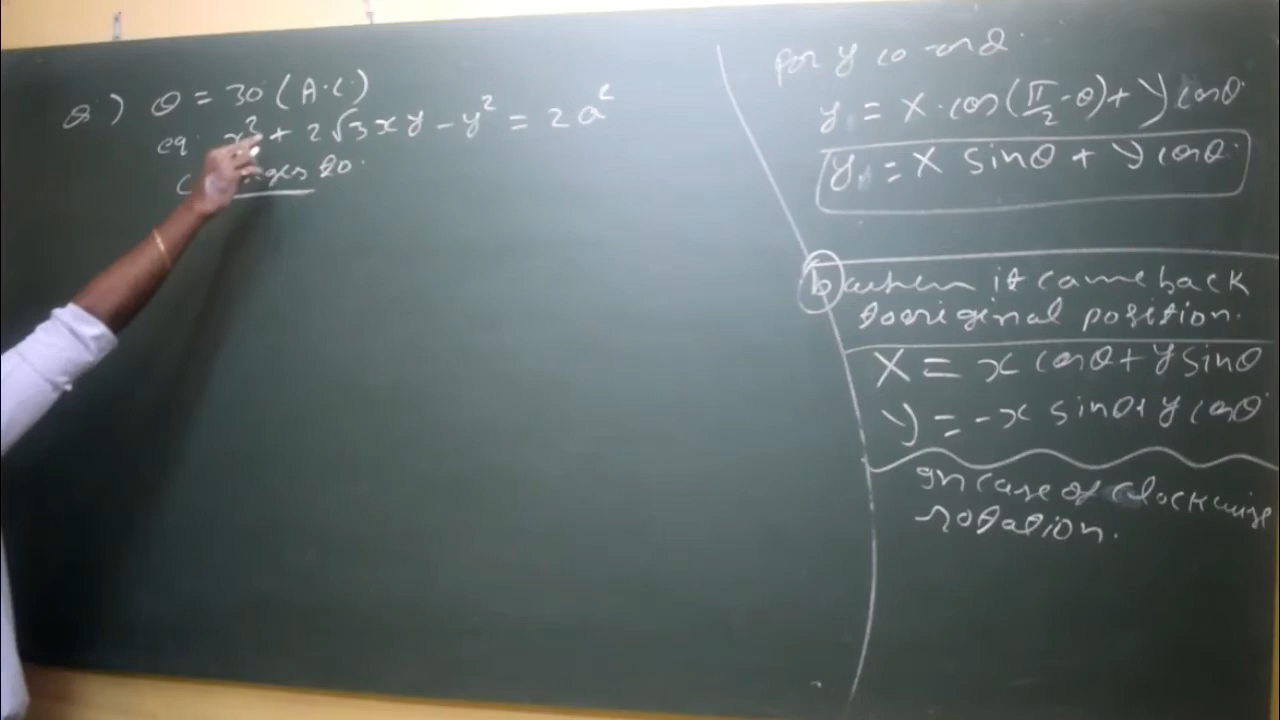 Q.) θ = 30 (A.C.)
eq. x² + 2√3xy - y² = 2a²
to.
For y co-ord.
y = X.cos(π/2-θ) + Y cosθ.
y = X sinθ + Y cosθ.
b when it came back
to original position.
X = x cosθ + y sinθ
Y = -x sinθ + y cosθ.
In case of clockwise
rotation.